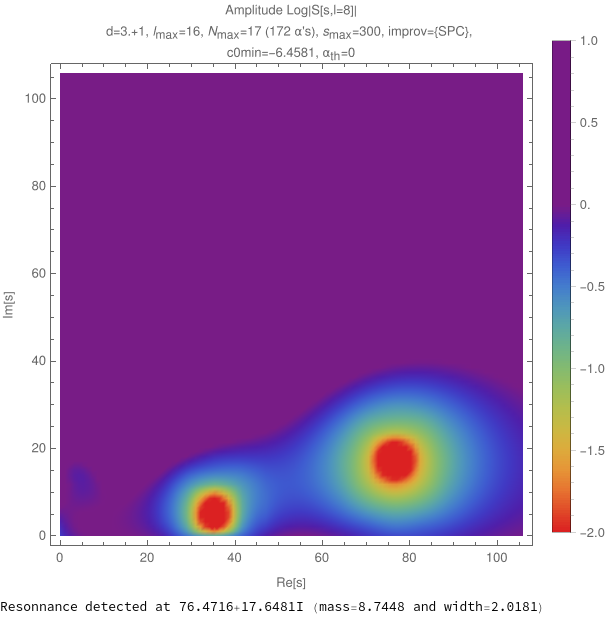 Amplitude Log|S[s,l=8]|
d=3.+1, lmax=16, Nmax=17 (172 α's), smax=300, improv={SPC},
c0min=−6.4581, αth=0
1.0
0.5
0.
−0.5
−1.0
−1.5
−2.0
100
80
60
40
20
0
Im[s]
0 20 40 60 80 100
Re[s]
Resonnance detected at 76.4716+17.6481I (mass=8.7448 and width=2.0181)